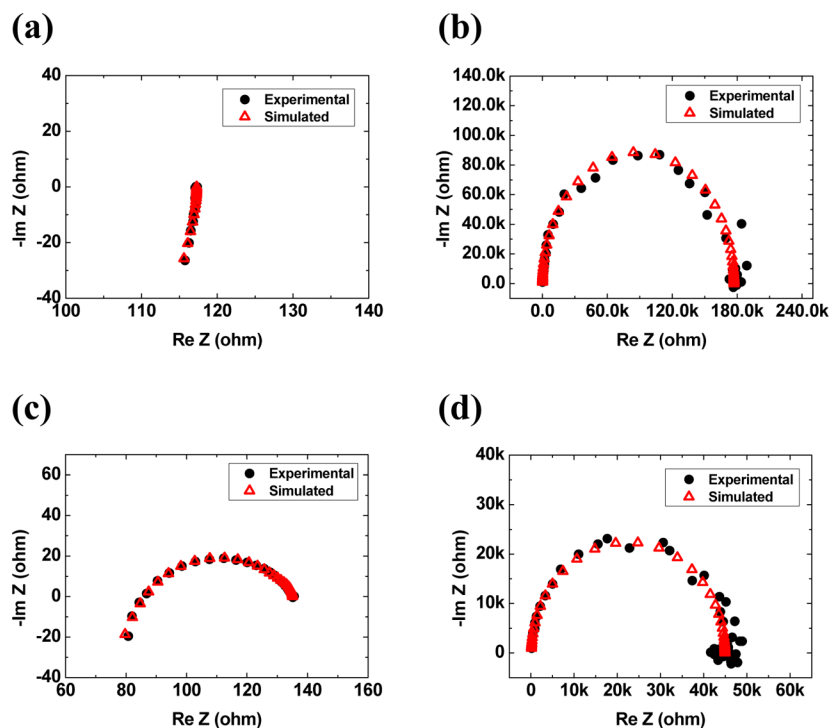 (a)
40
20
0
-20
-40
100
110
120
130
140
-Im Z (ohm)
Re Z (ohm)
Experimental
Simulated
(b)
140.0k
120.0k
100.0k
80.0k
60.0k
40.0k
20.0k
0.0
0.0
60.0k
120.0k
180.0k
240.0k
-Im Z (ohm)
Re Z (ohm)
Experimental
Simulated
(c)
60
40
20
0
-20
-40
60
80
100
120
140
160
-Im Z (ohm)
Re Z (ohm)
Experimental
Simulated
(d)
40k
30k
20k
10k
0
0
10k
20k
30k
40k
50k
60k
70k
-Im Z (ohm)
Re Z (ohm)
Experimental
Simulated